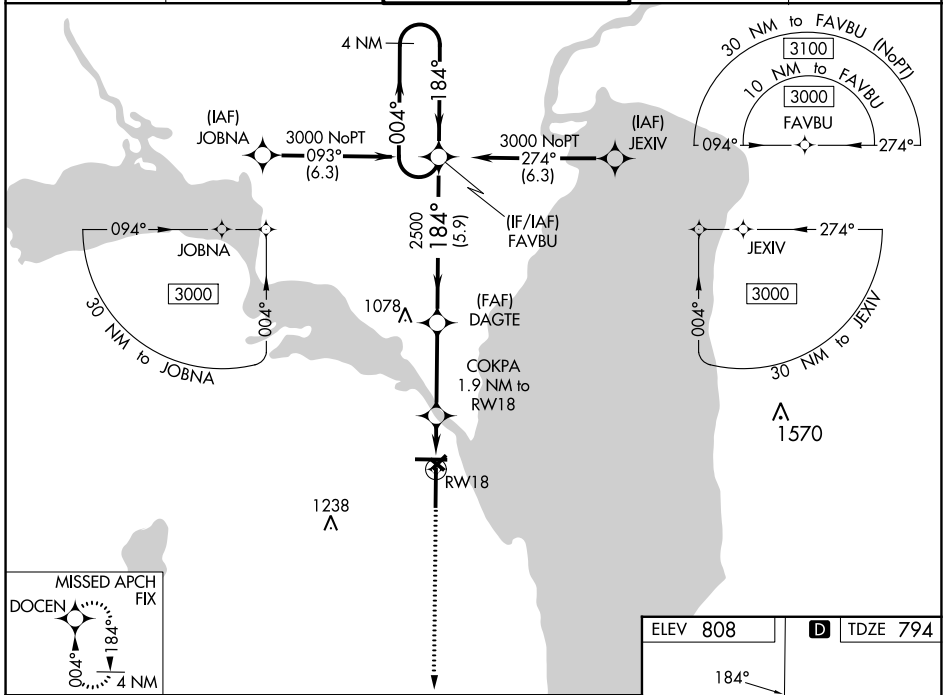 4 NM
004°
184°
(IAF)
JOBNA
3000 NoPT
093°
(6.3)
3000 NoPT
274°
(6.3)
(IAF)
JEXIV
(IF/IAF)
FAVBU
2500
184°
(5.9)
30 NM to FAVBU (NoPT)
3100
10 NM to FAVBU
3000
FAVBU
094°
274°
094°
JOBNA
3000
004°
30 NM to JOBNA
274°
JEXIV
3000
004°
30 NM to JEXIV
1078
(FAF)
DAGTE
COKPA
1.9 NM to
RW18
RW18
1570
1238
MISSED APCH
FIX
DOCEN
184°
004°
4 NM
ELEV 808
D TDZE 794
184°